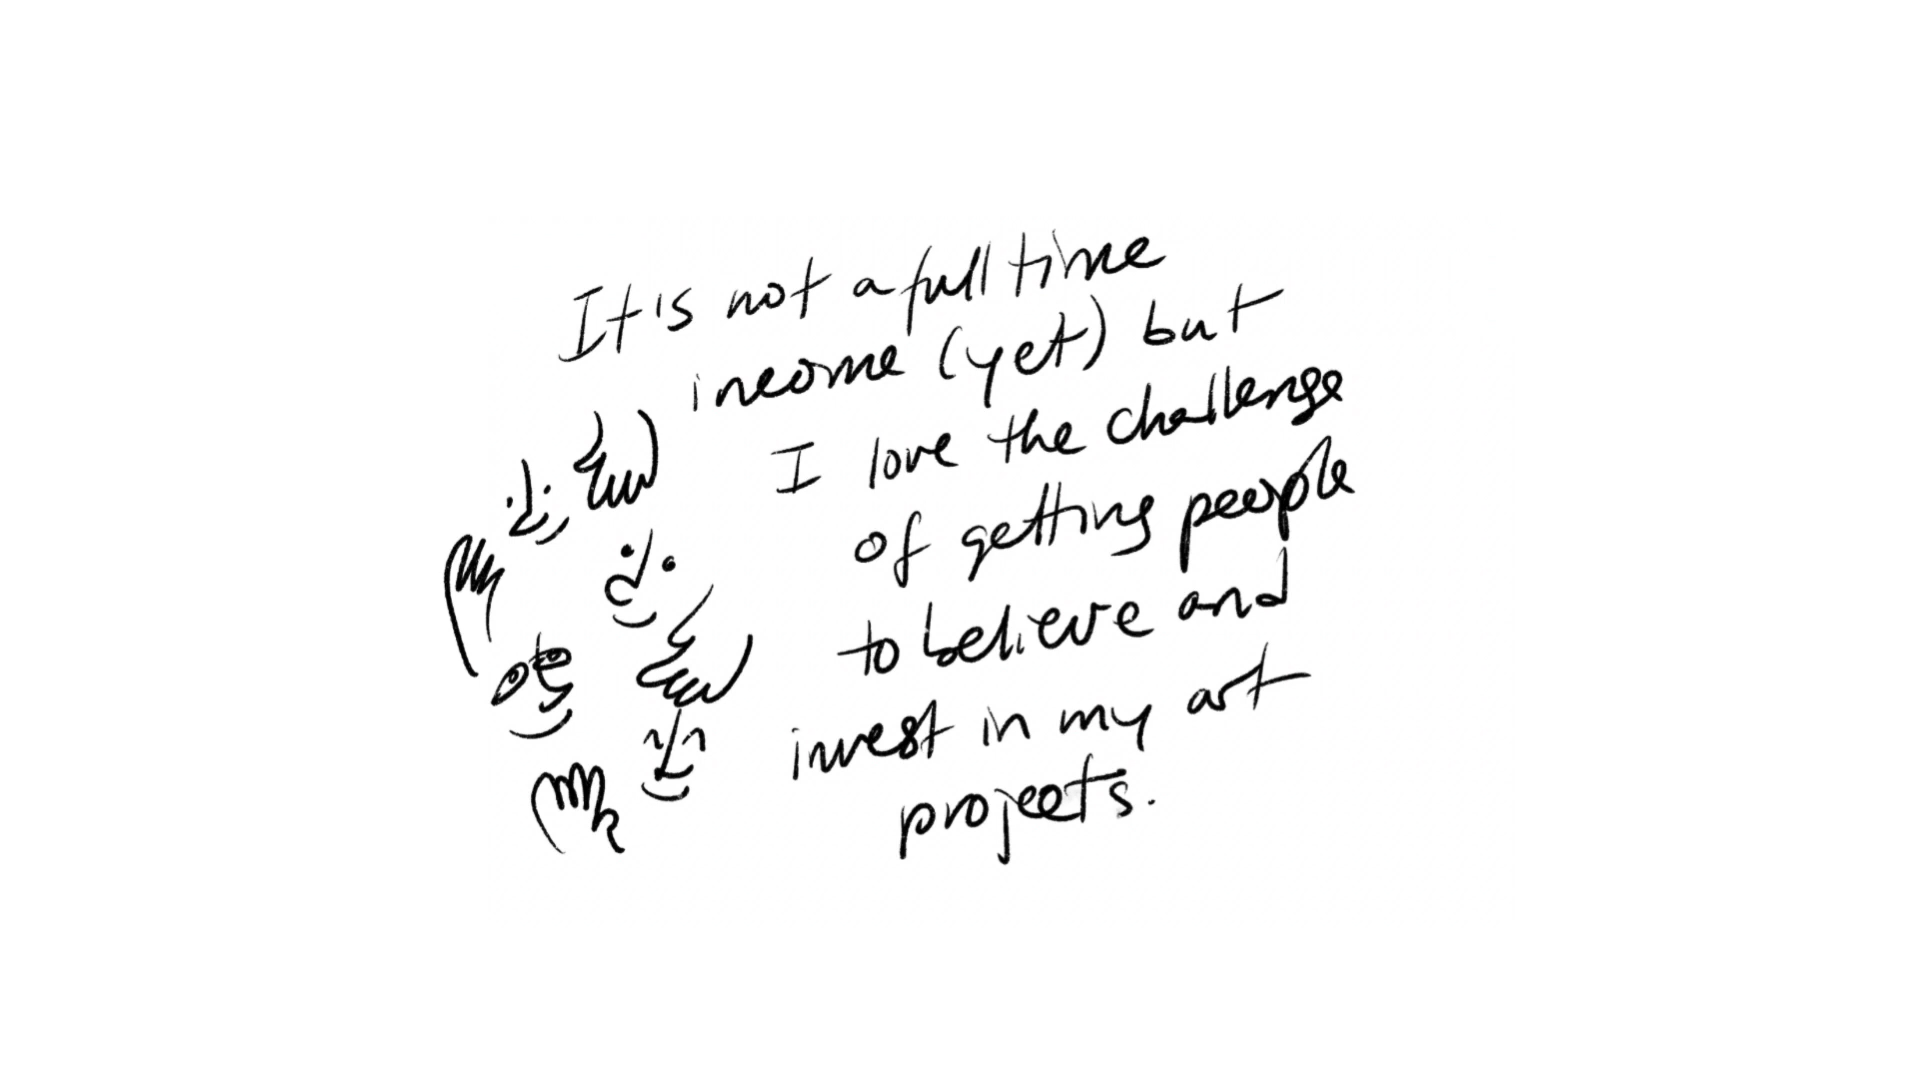 It's not a full time
income (yet) but
I love the challenge
of getting people
to believe and
invest in my art
projects.